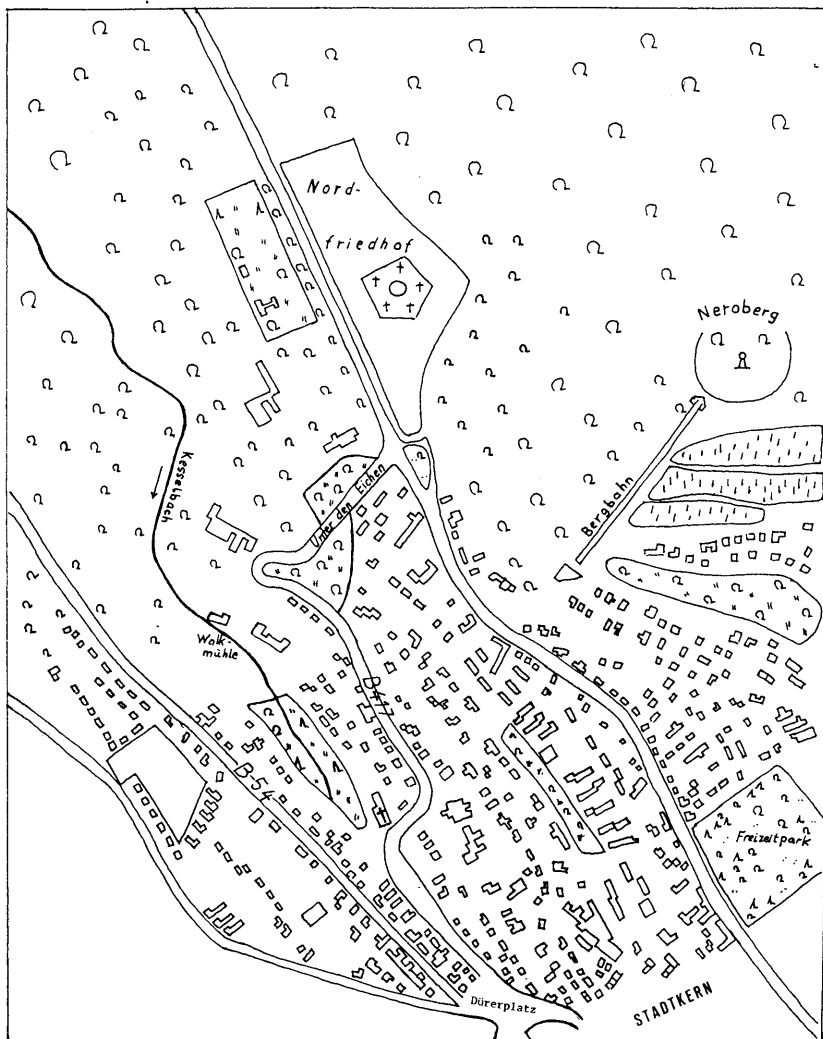 Nord-
friedhof
Neroberg
Bergbahn
Kesselbach
Unter den Eichen
Walk-
mühle
B-417
B-54
Freizeitpark
Dürerplatz
STADTKERN